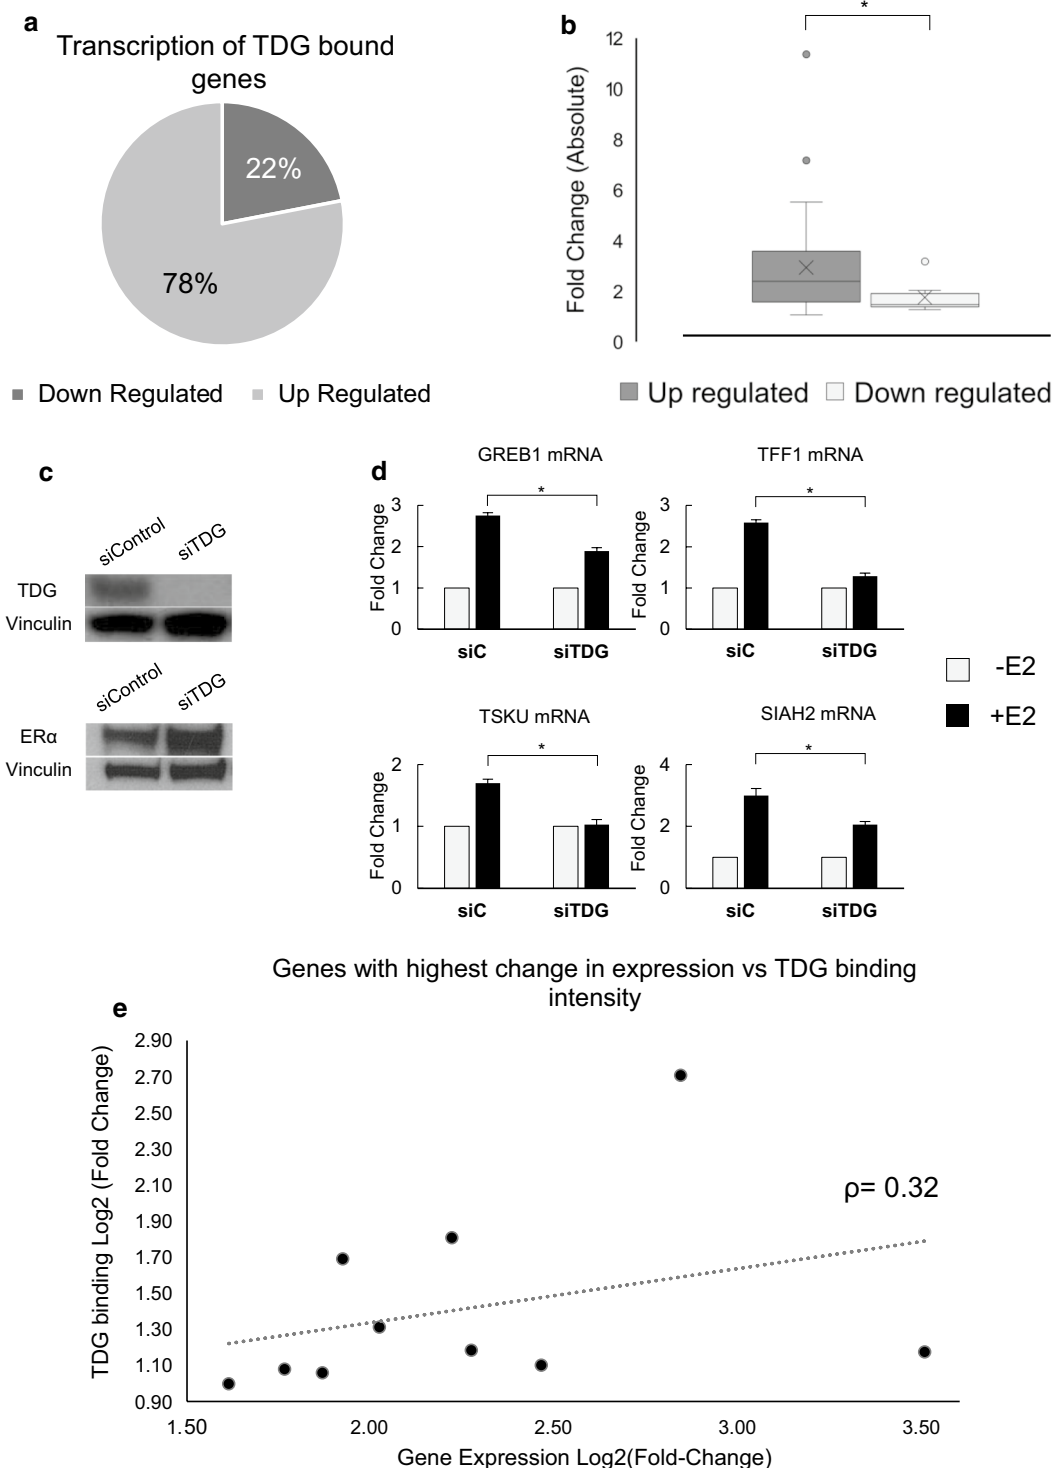 a
Transcription of TDG bound
genes
22%
78%
Down Regulated
Up Regulated
b
*
Fold Change (Absolute)
12
10
8
6
4
2
0
Up regulated
Down regulated
c
siControl siTDG
TDG
Vinculin
siControl siTDG
ERα
Vinculin
d
GREB1 mRNA
*
Fold Change
3
2
1
0
siC siTDG
TFF1 mRNA
*
Fold Change
3
2
1
0
siC siTDG
-E2
+E2
TSKU mRNA
*
Fold Change
2
1
0
siC siTDG
SIAH2 mRNA
*
Fold Change
4
2
0
siC siTDG
Genes with highest change in expression vs TDG binding
intensity
e
TDG binding Log2 (Fold Change)
2.90
2.70
2.50
2.30
2.10
1.90
1.70
1.50
1.30
1.10
0.90
ρ= 0.32
1.50 2.00 2.50 3.00 3.50
Gene Expression Log2(Fold-Change)